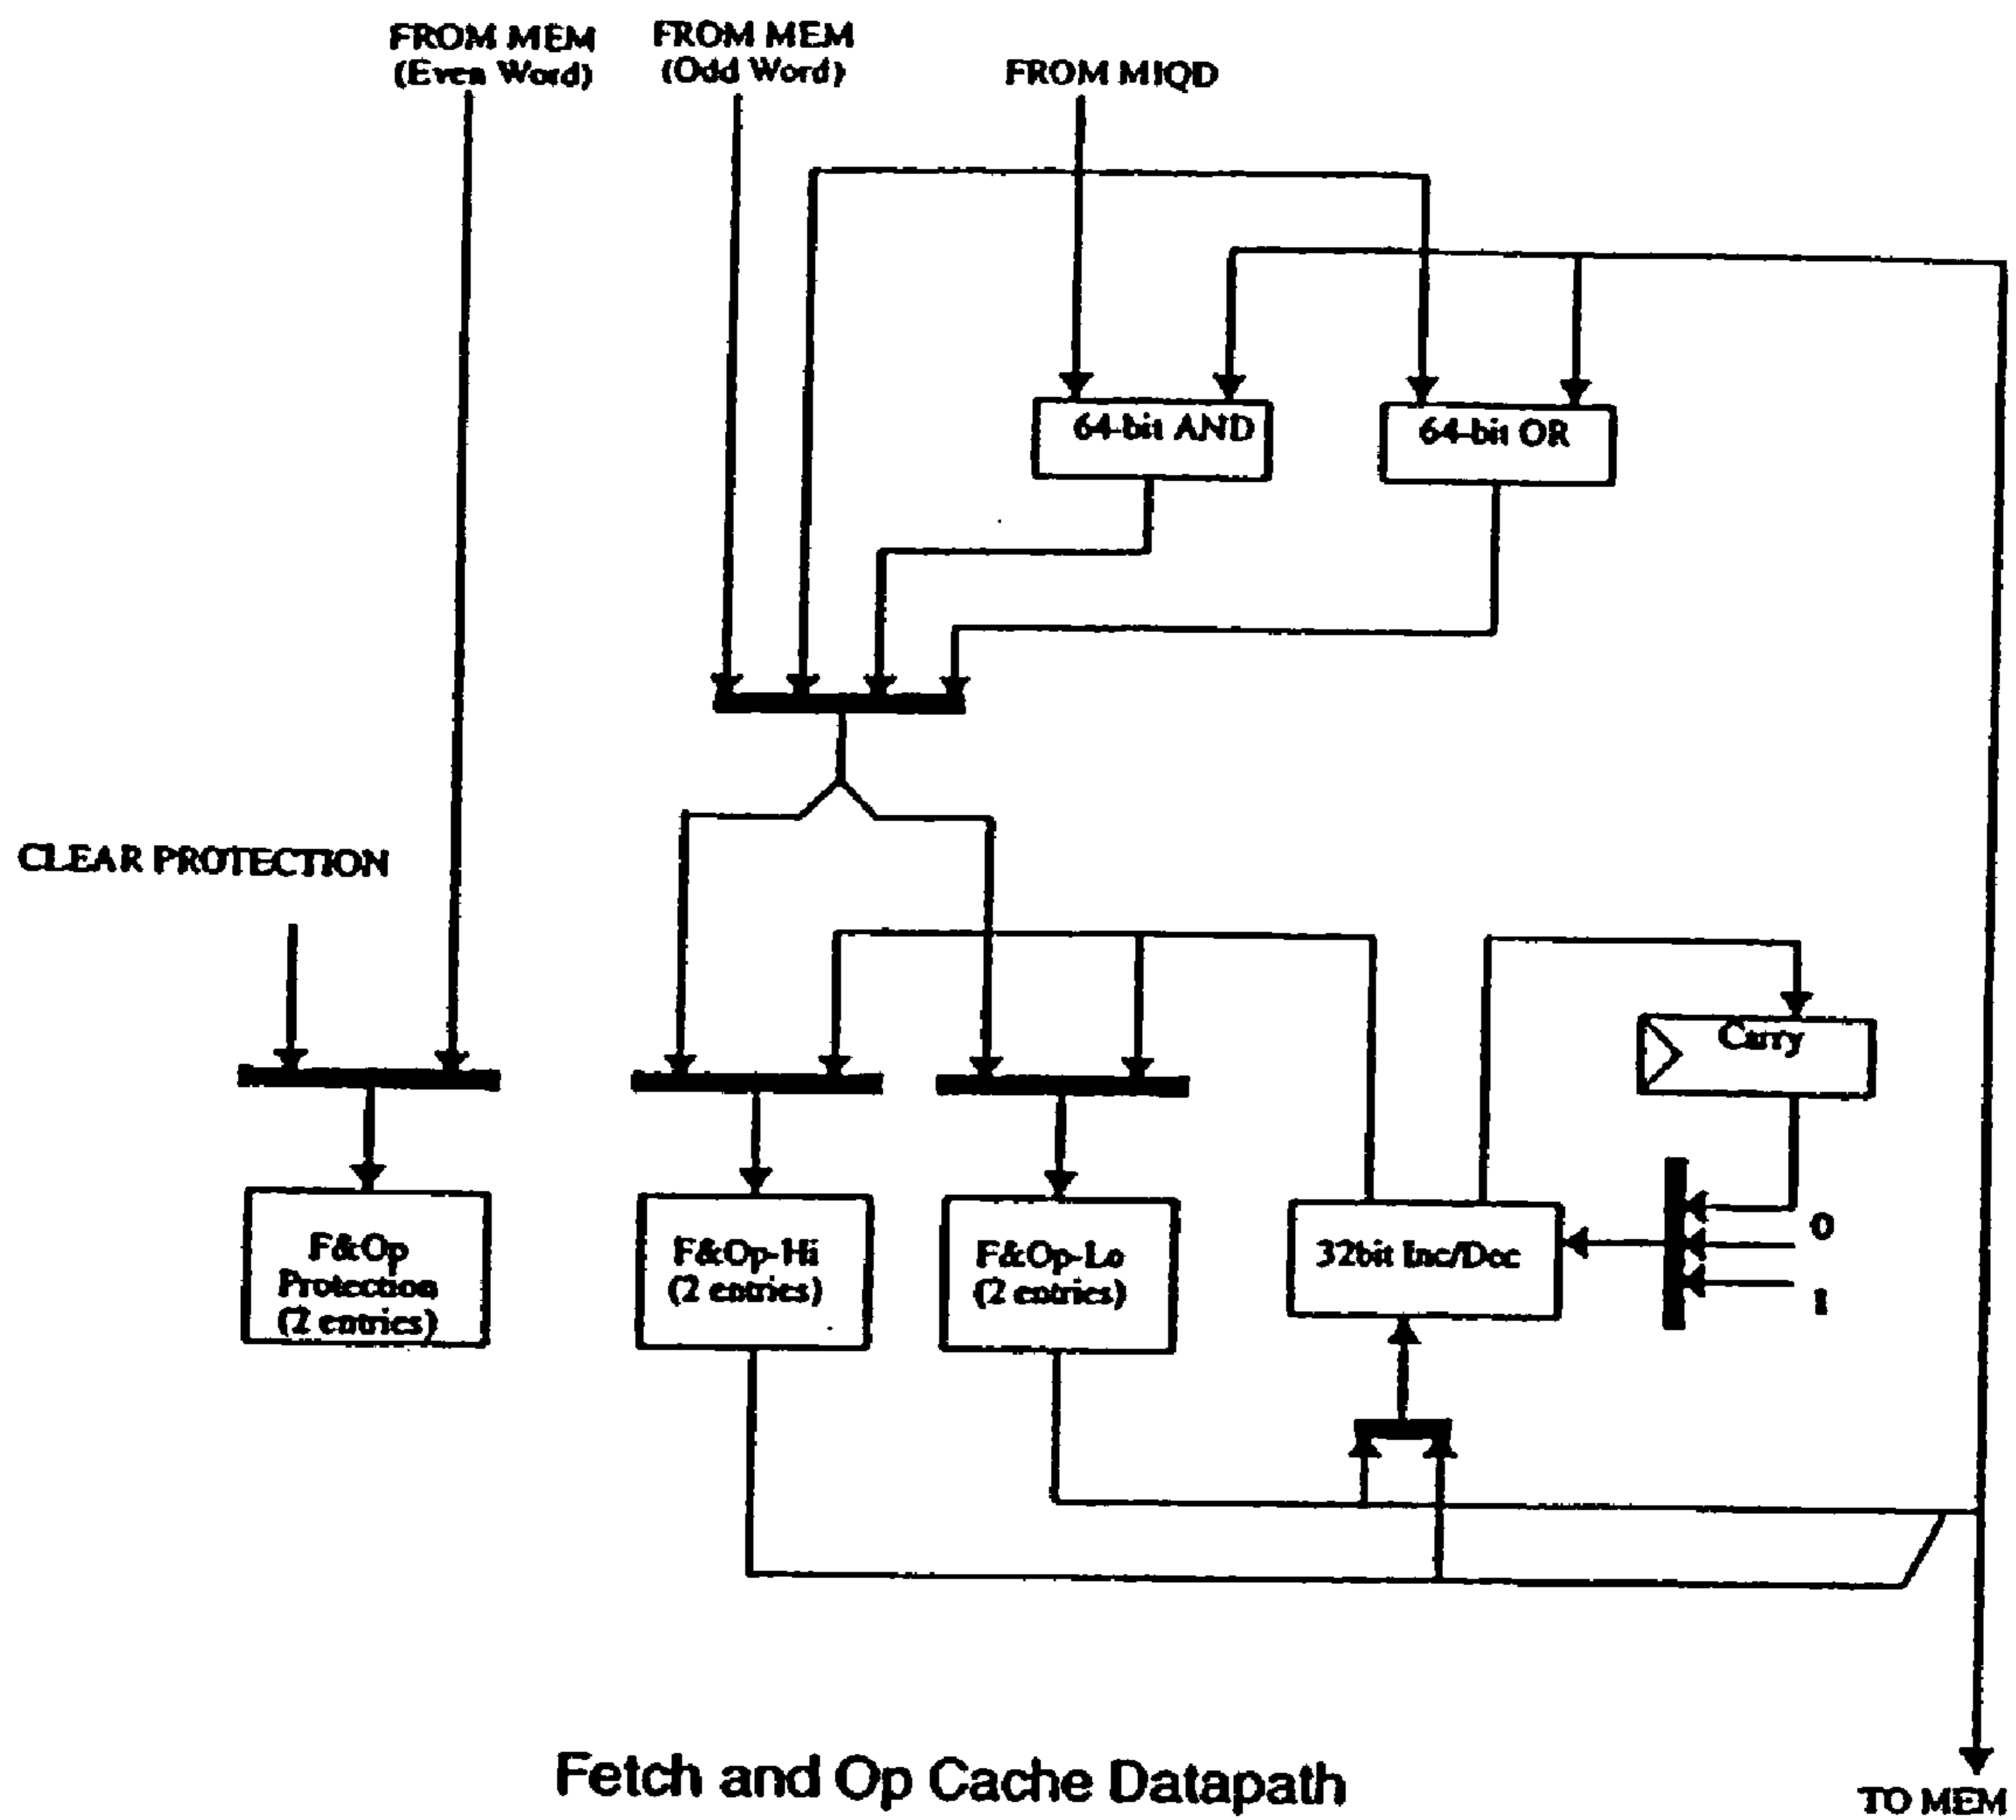 FROM MEM
(Even Word)
FROM MEM
(Odd Word)
FROM MIQD
64-bit AND
64-bit OR
CLEAR PROTECTION
Carry
F&Op
Protection
(2 entries)
F&Op-Hi
(2 entries)
F&Op-Lo
(2 entries)
32bit Inc/Dec
0
1
Fetch and Op Cache Datapath
TO MEM